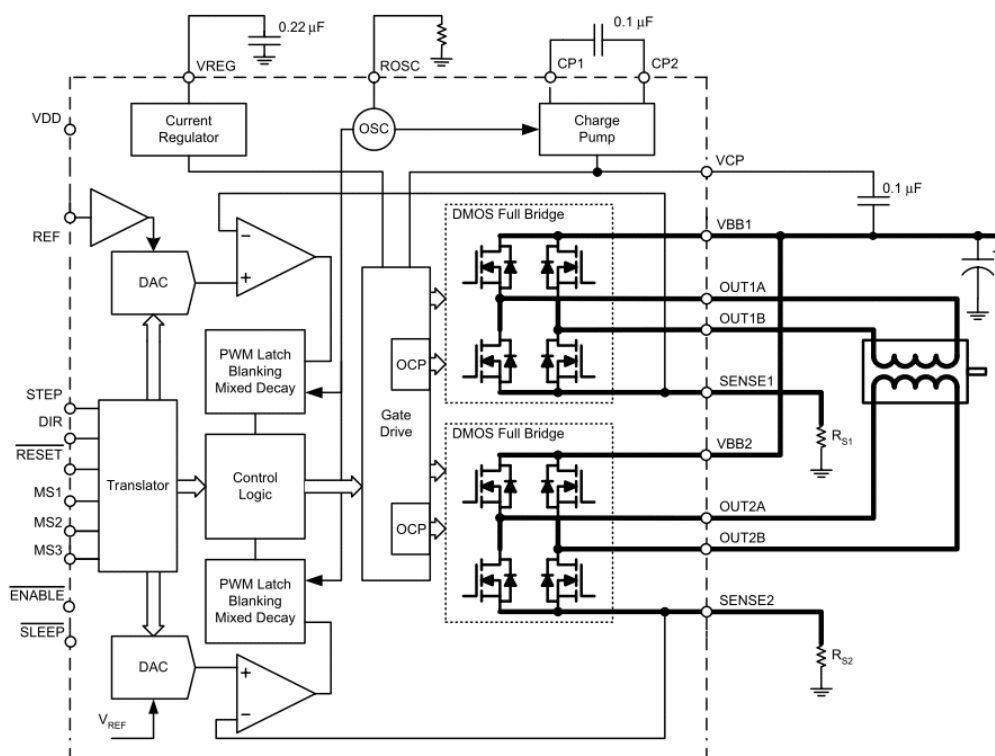 0.22 μF
0.1 μF
VREG
ROSC
CP1
CP2
VDD
Current
Regulator
OSC
Charge
Pump
VCP
0.1 μF
REF
DAC
−
+
DMOS Full Bridge
VBB1
+
OUT1A
OUT1B
PWM Latch
Blanking
Mixed Decay
OCP
SENSE1
Gate
Drive
R_S1
STEP
DIR
RESET
MS1
MS2
MS3
Translator
Control
Logic
DMOS Full Bridge
VBB2
OUT2A
OCP
OUT2B
ENABLE
SLEEP
PWM Latch
Blanking
Mixed Decay
SENSE2
DAC
+
−
R_S2
V_REF